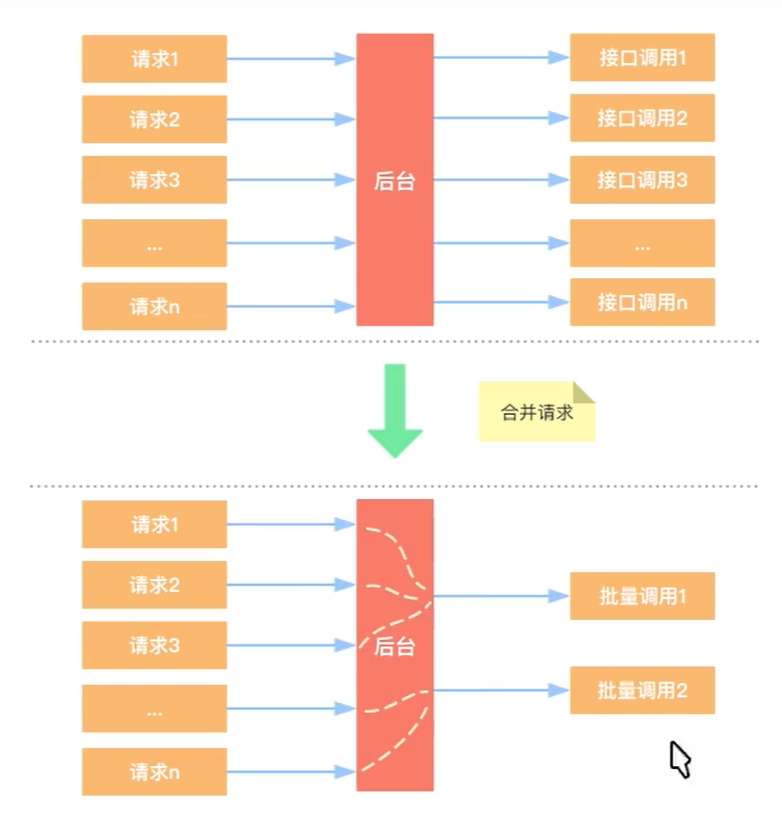 请求1
接口调用1
请求2
接口调用2
请求3
后台
接口调用3
...
...
请求n
接口调用n
合并请求
请求1
请求2
批量调用1
请求3
后台
...
批量调用2
请求n